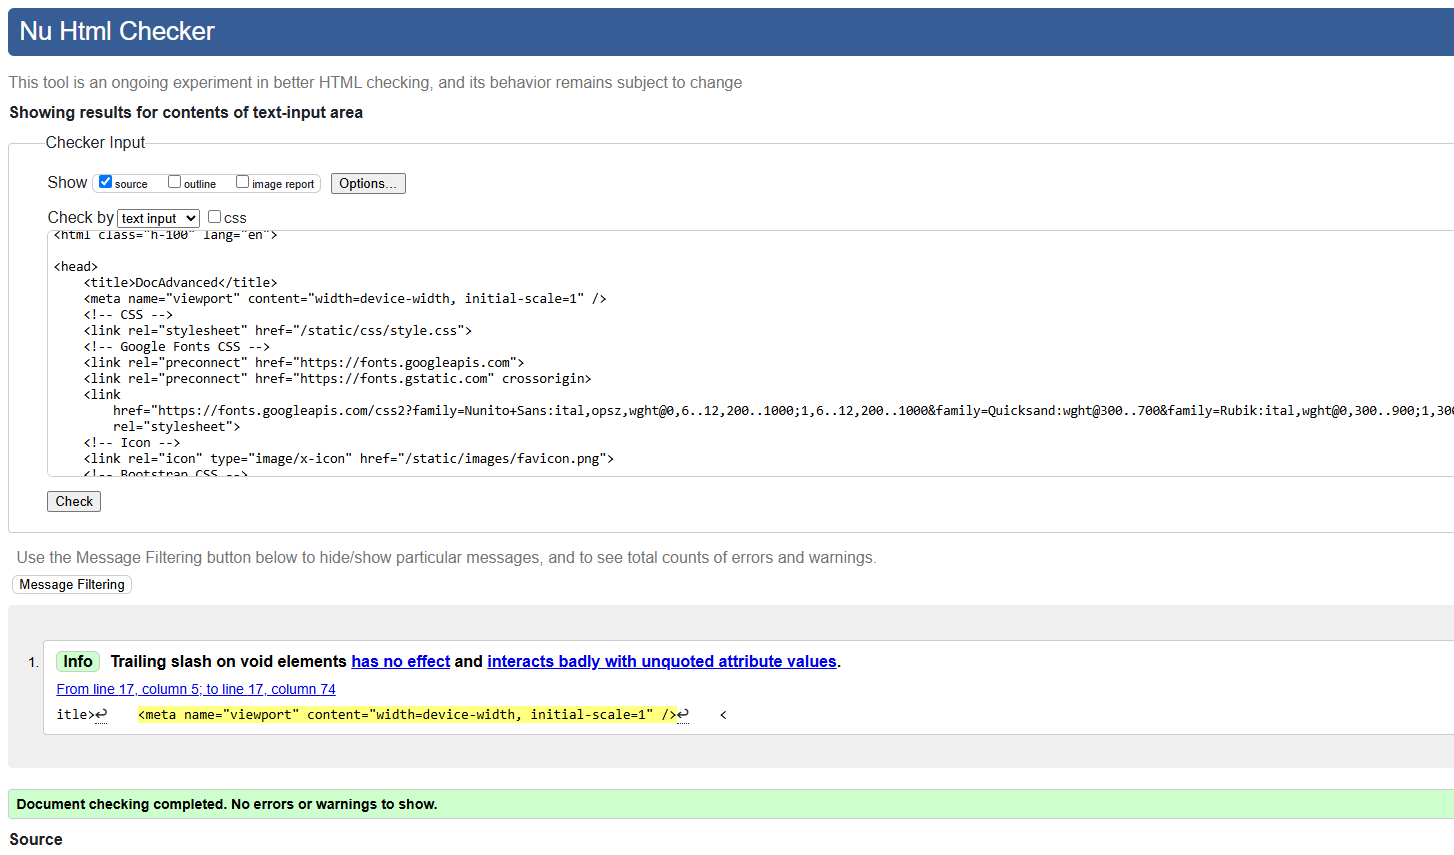 Nu Html Checker
This tool is an ongoing experiment in better HTML checking, and its behavior remains subject to change
Showing results for contents of text-input area
Checker Input
Show source outline image report Options...
Check by text input css
<html class="h-100" lang="en">
<head>
<title>DocAdvanced</title>
<meta name="viewport" content="width=device-width, initial-scale=1" />
<!-- CSS -->
<link rel="stylesheet" href="/static/css/style.css">
<!-- Google Fonts CSS -->
<link rel="preconnect" href="https://fonts.googleapis.com">
<link rel="preconnect" href="https://fonts.gstatic.com" crossorigin>
<link
href="https://fonts.googleapis.com/css2?family=Nunito+Sans:ital,opsz,wght@0,6..12,200..1000;1,6..12,200..1000&family=Quicksand:wght@300..700&family=Rubik:ital,wght@0,300..900;1,300
rel="stylesheet">
<!-- Icon -->
<link rel="icon" type="image/x-icon" href="/static/images/favicon.png">
<!-- Bootstrap CSS -->
Check
Use the Message Filtering button below to hide/show particular messages, and to see total counts of errors and warnings.
Message Filtering
1. Info Trailing slash on void elements has no effect and interacts badly with unquoted attribute values.
From line 17, column 5; to line 17, column 74
itle>↩ <meta name="viewport" content="width=device-width, initial-scale=1" />↩ <
Document checking completed. No errors or warnings to show.
Source